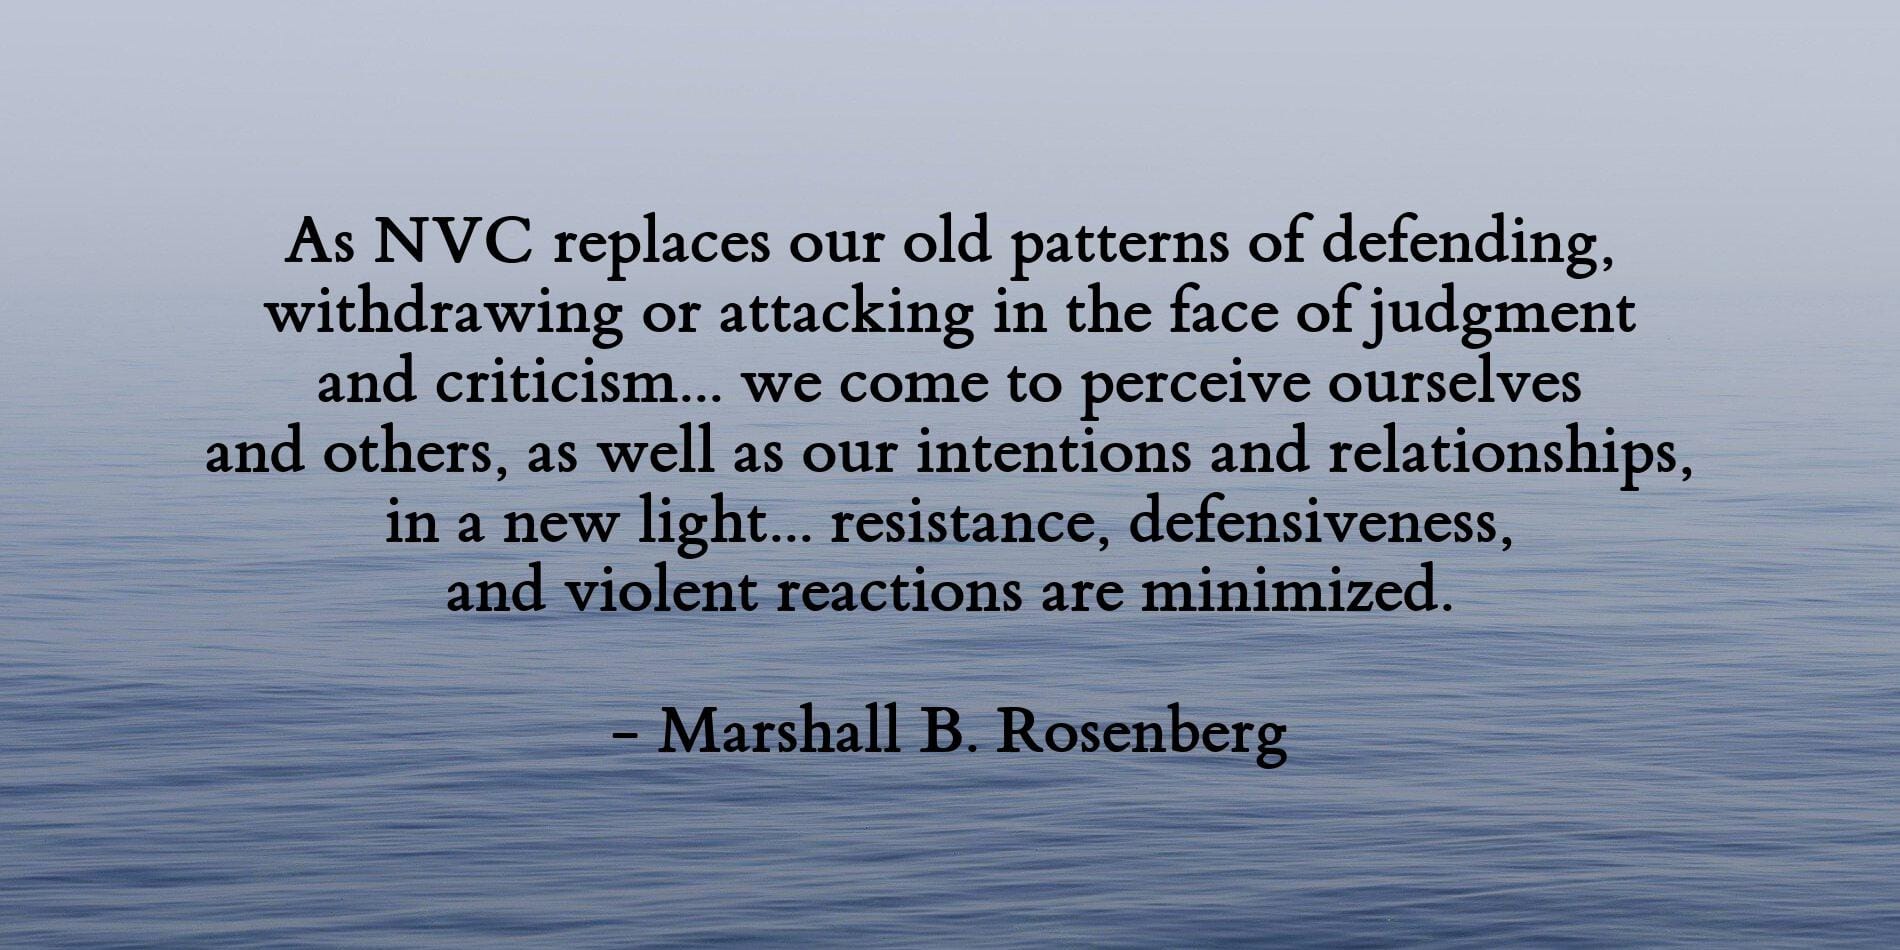 As NVC replaces our old patterns of defending,
withdrawing or attacking in the face of judgment
and criticism... we come to perceive ourselves
and others, as well as our intentions and relationships,
in a new light... resistance, defensiveness,
and violent reactions are minimized.
– Marshall B. Rosenberg